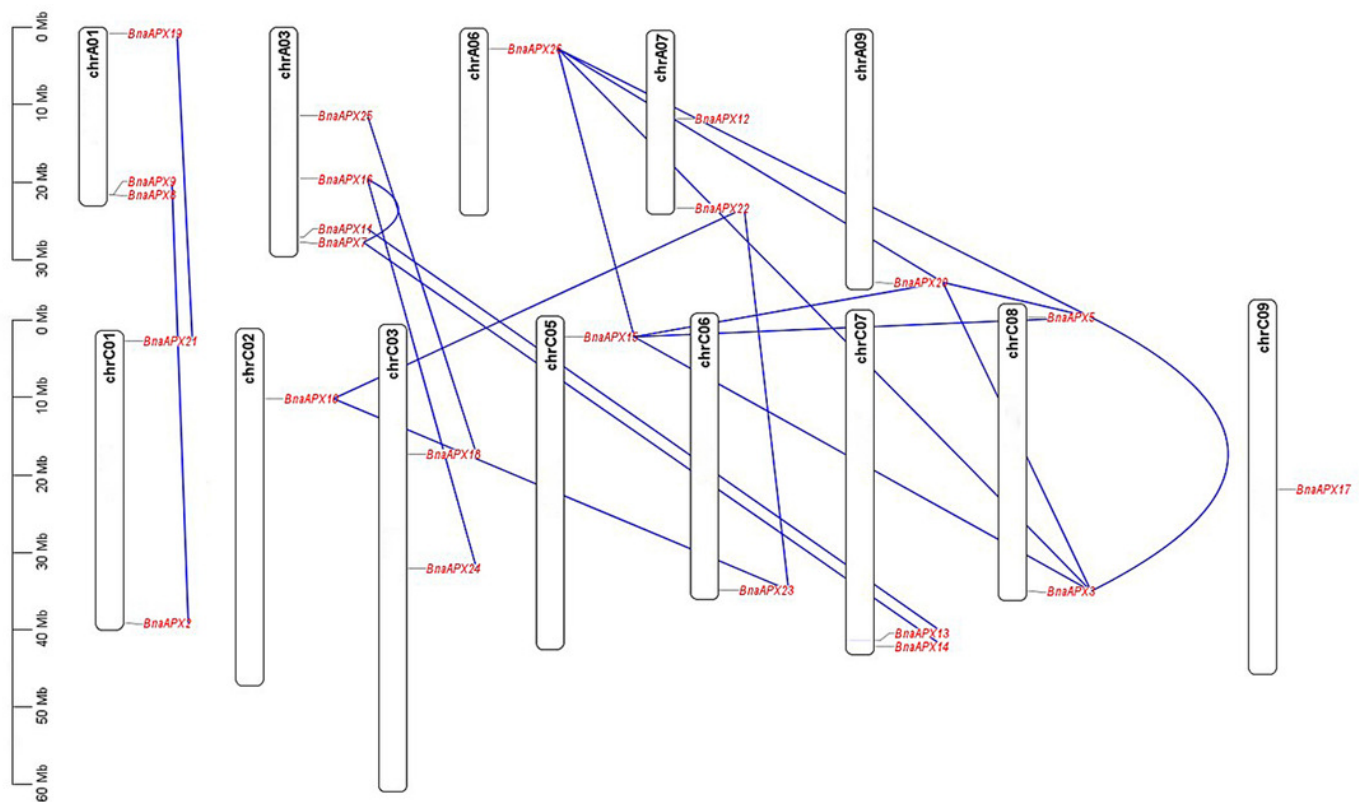 0 Mb
10 Mb
20 Mb
30 Mb
chrA01
BnaAPX19
BnaAPX9
BnaAPX8
chrA03
BnaAPX25
BnaAPX16
BnaAPX11
BnaAPX7
chrA06
BnaAPX26
chrA07
BnaAPX12
BnaAPX22
chrA09
BnaAPX20
0 Mb
10 Mb
20 Mb
30 Mb
40 Mb
50 Mb
60 Mb
chrC01
BnaAPX21
BnaAPX2
chrC02
BnaAPX10
chrC03
BnaAPX18
BnaAPX24
chrC05
BnaAPX15
chrC06
BnaAPX23
chrC07
BnaAPX13
BnaAPX14
chrC08
BnaAPX5
BnaAPX3
chrC09
BnaAPX17